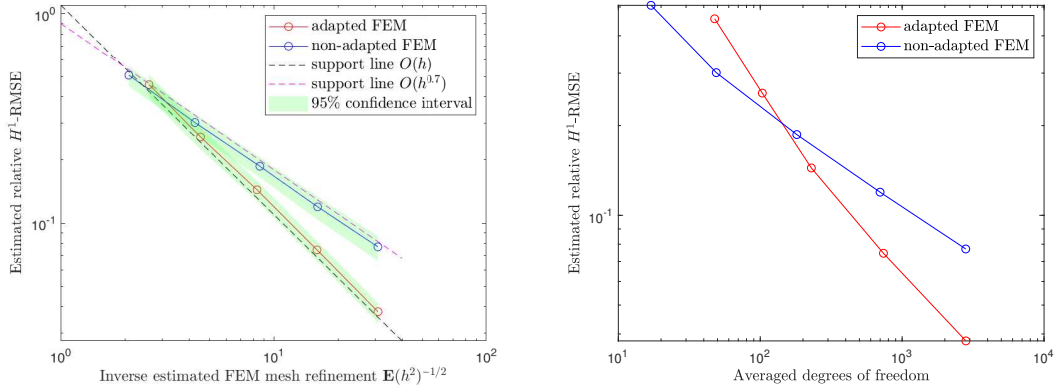 10^0
10^-1
Estimated relative H^1-RMSE
10^0
10^1
10^2
Inverse estimated FEM mesh refinement E(h^2)^-1/2
adapted FEM
non-adapted FEM
support line O(h)
support line O(h^0.7)
95% confidence interval
10^-1
Estimated relative H^1-RMSE
10^1
10^2
10^3
Averaged degrees of freedom
adapted FEM
non-adapted FEM